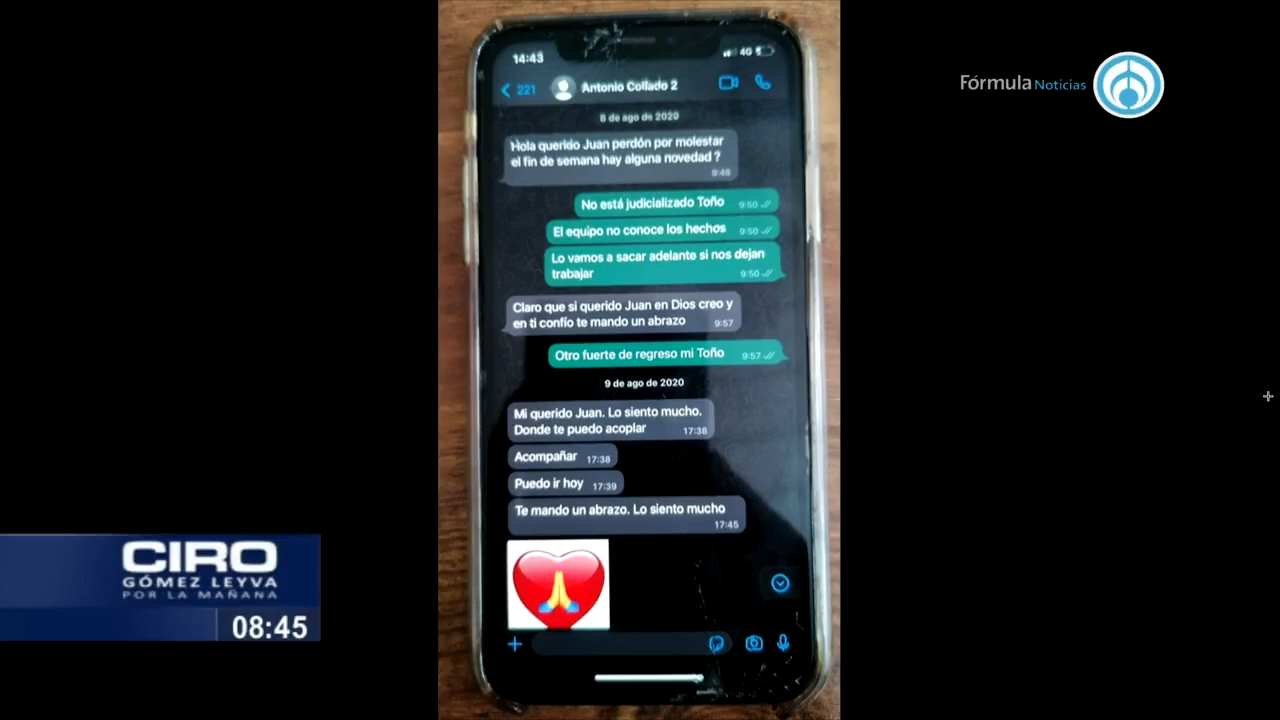 14:43
4G
221
Antonio Collado 2
8 de ago de 2020
Hola querido Juan perdón por molestar
el fin de semana hay alguna novedad ?
9:48
No está judicializado Toño 9:50
El equipo no conoce los hechos 9:50
Lo vamos a sacar adelante si nos dejan
trabajar 9:50
Claro que si querido Juan en Dios creo y
en ti confío te mando un abrazo 9:57
Otro fuerte de regreso mi Toño 9:57
9 de ago de 2020
Mi querido Juan. Lo siento mucho.
Donde te puedo acoplar 17:38
Acompañar 17:38
Puedo ir hoy 17:39
Te mando un abrazo. Lo siento mucho
17:45
Fórmula Noticias
CIRO
GÓMEZ LEYVA
POR LA MAÑANA
08:45